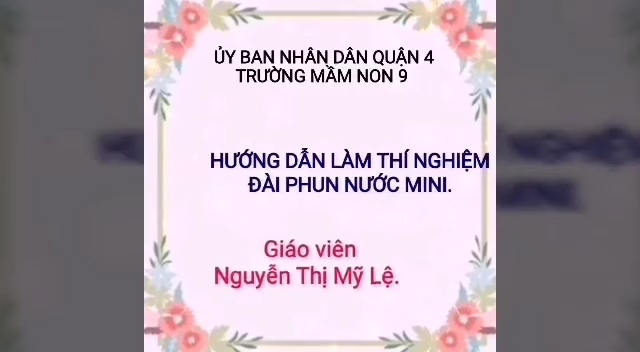 ỦY BAN NHÂN DÂN QUẬN 4
TRƯỜNG MẦM NON 9
HƯỚNG DẪN LÀM THÍ NGHIỆM
ĐÀI PHUN NƯỚC MINI.
Giáo viên
Nguyễn Thị Mỹ Lệ.